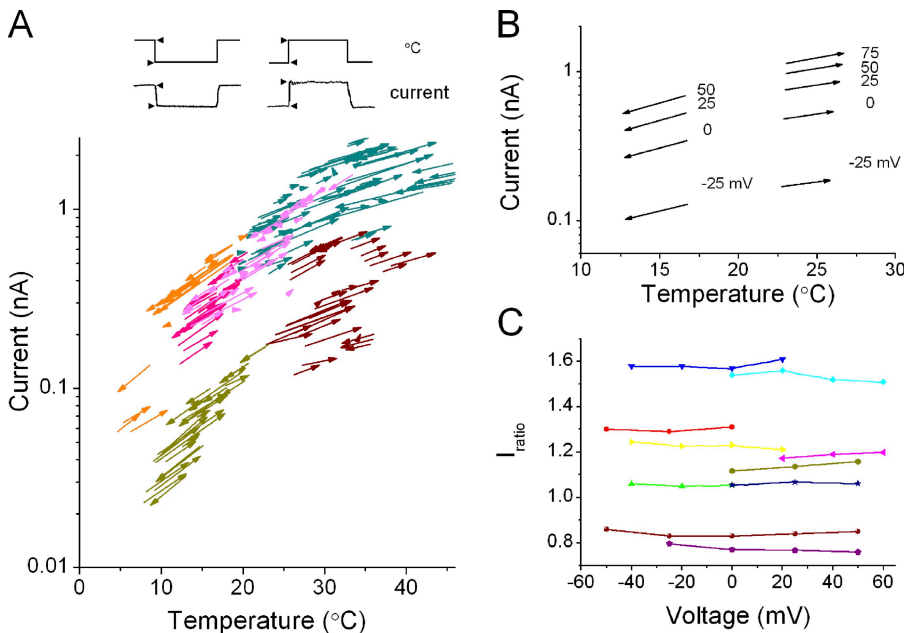 A
°C
current
Current (nA)
1
0.1
0.01
0 10 20 30 40
Temperature (°C)
B
Current (nA)
1
0.1
75
50
25
0
50
25
0
-25 mV
-25 mV
10 15 20 25 30
Temperature (°C)
C
I ratio
1.6
1.4
1.2
1.0
0.8
-60 -40 -20 0 20 40 60
Voltage (mV)